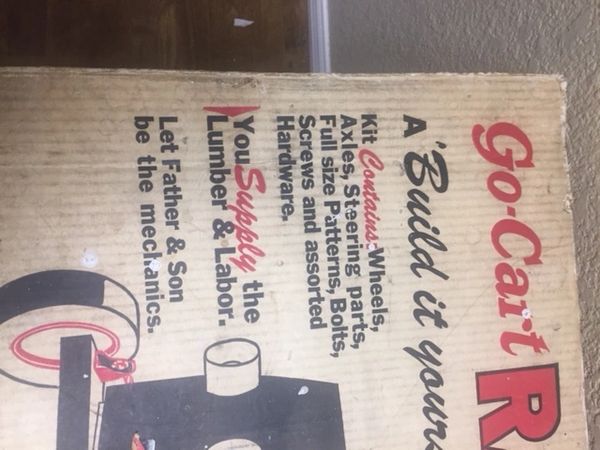 Go-Cart R
A 'Build it yours
Kit Contains: Wheels,
Axles, Steering parts,
Full size Patterns, Bolts,
Screws and assorted
Hardware.
You Supply the
Lumber & Labor.
Let Father & Son
be the mechanics.